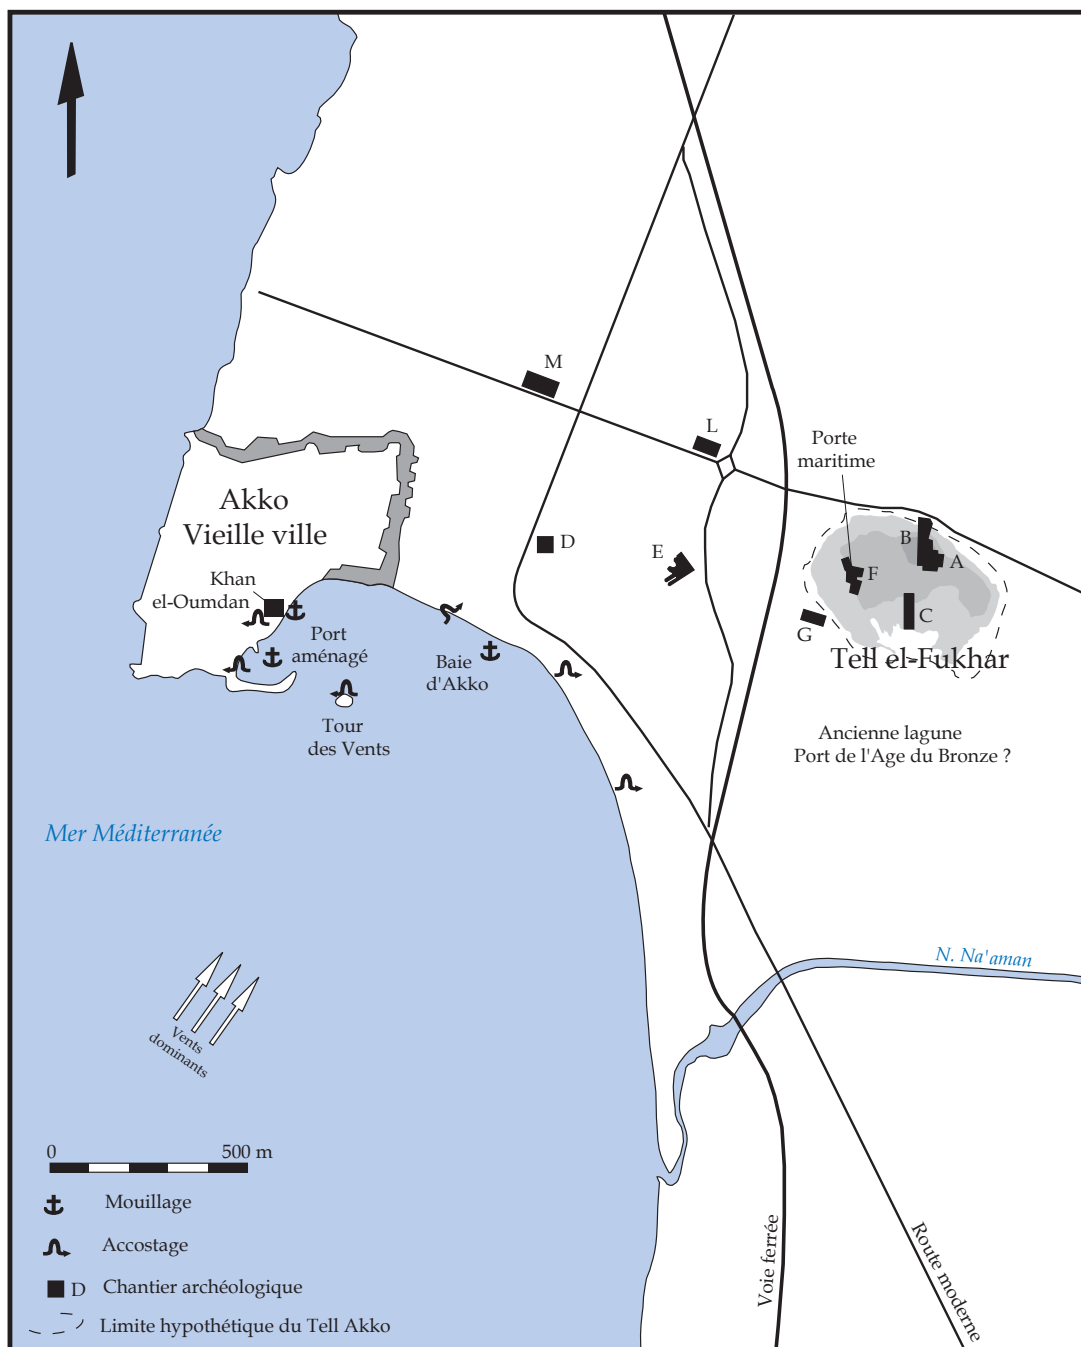 M
L
Porte
maritime
Akko
Vieille ville
B
A
D
E
F
Khan
el-Oumdan
C
G
Port
aménagé
Baie
d'Akko
Tell el-Fukhar
Tour
des Vents
Ancienne lagune
Port de l'Age du Bronze ?
Mer Méditerranée
N. Na'aman
Vents
dominants
0 500 m
Mouillage
Accostage
D Chantier archéologique
Limite hypothétique du Tell Akko
Voie ferrée
Route moderne